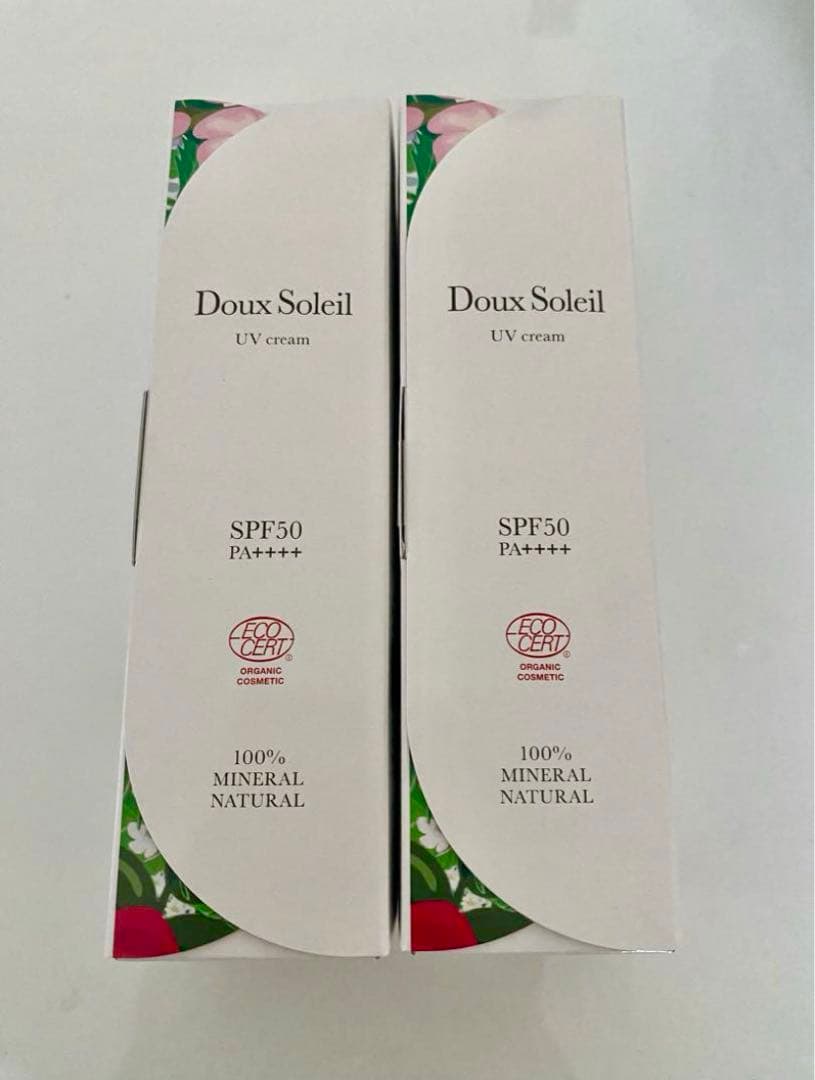 Doux Soleil
UV cream
SPF50
PA++++
ECO
CERT
ORGANIC
COSMETIC
100%
MINERAL
NATURAL
Doux Soleil
UV cream
SPF50
PA++++
ECO
CERT
ORGANIC
COSMETIC
100%
MINERAL
NATURAL